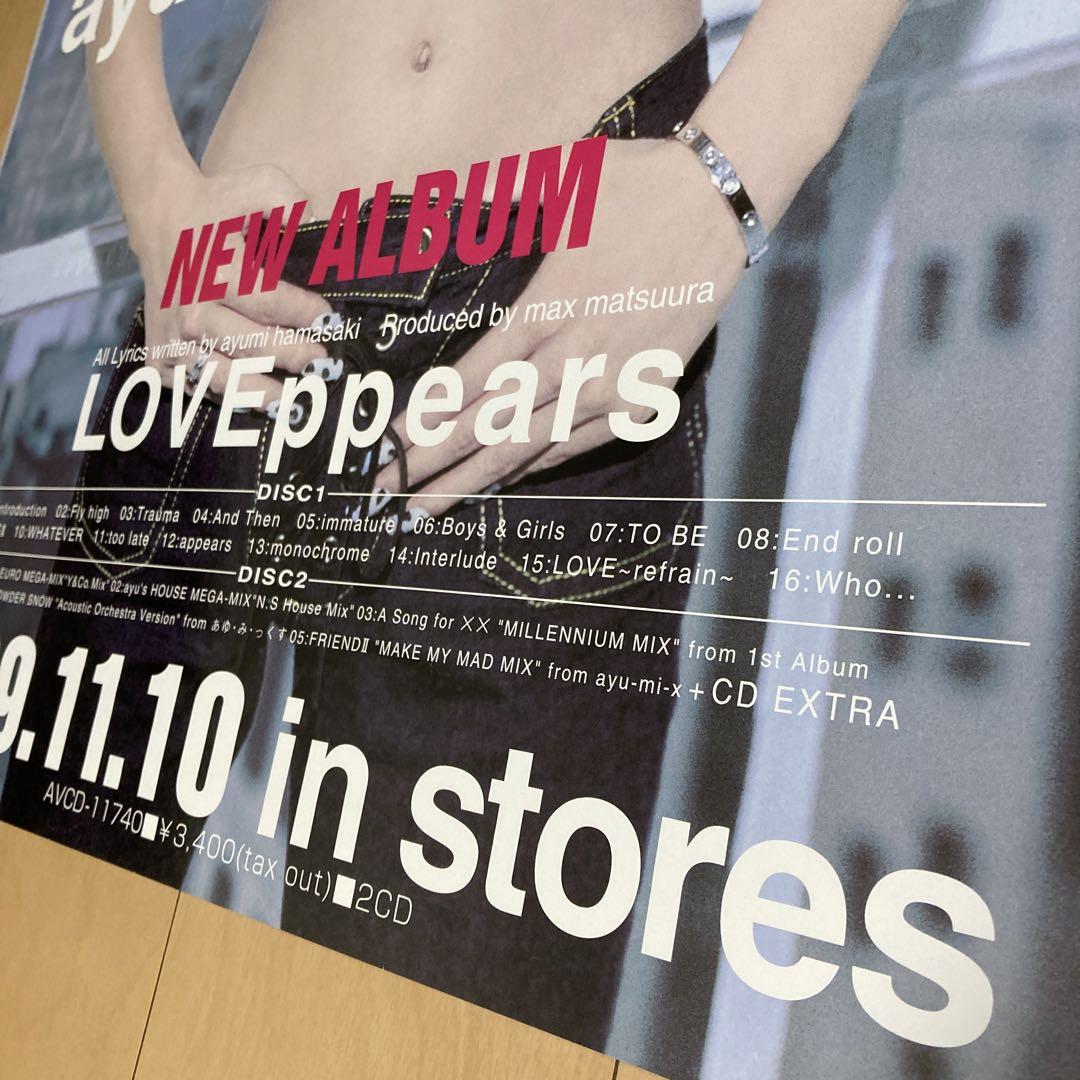 ay
NEW ALBUM
All Lyrics written by ayumi hamasaki Produced by max matsuura
LOVEppears
DISC1
ntroduction 02:Fly high 03:Trauma 04:And Then 05:immature 06:Boys & Girls 07:TO BE 08:End roll
10:WHATEVER 11:too late 12:appears 13:monochrome 14:Interlude 15:LOVE~refrain~ 16:Who...
DISC2
EURO MEGA-MIX"Y&Co.Mix" 02:ayu's HOUSE MEGA-MIX"N.S House Mix" 03:A Song for ×× "MILLENNIUM MIX" from 1st Album
OWDER SNOW "Acoustic Orchestra Version" from あゆ・み・っくす 05:FRIENDⅡ "MAKE MY MAD MIX" from ayu-mi-x + CD EXTRA
9.11.10 in stores
AVCD-11740■¥3,400(tax out)■2CD